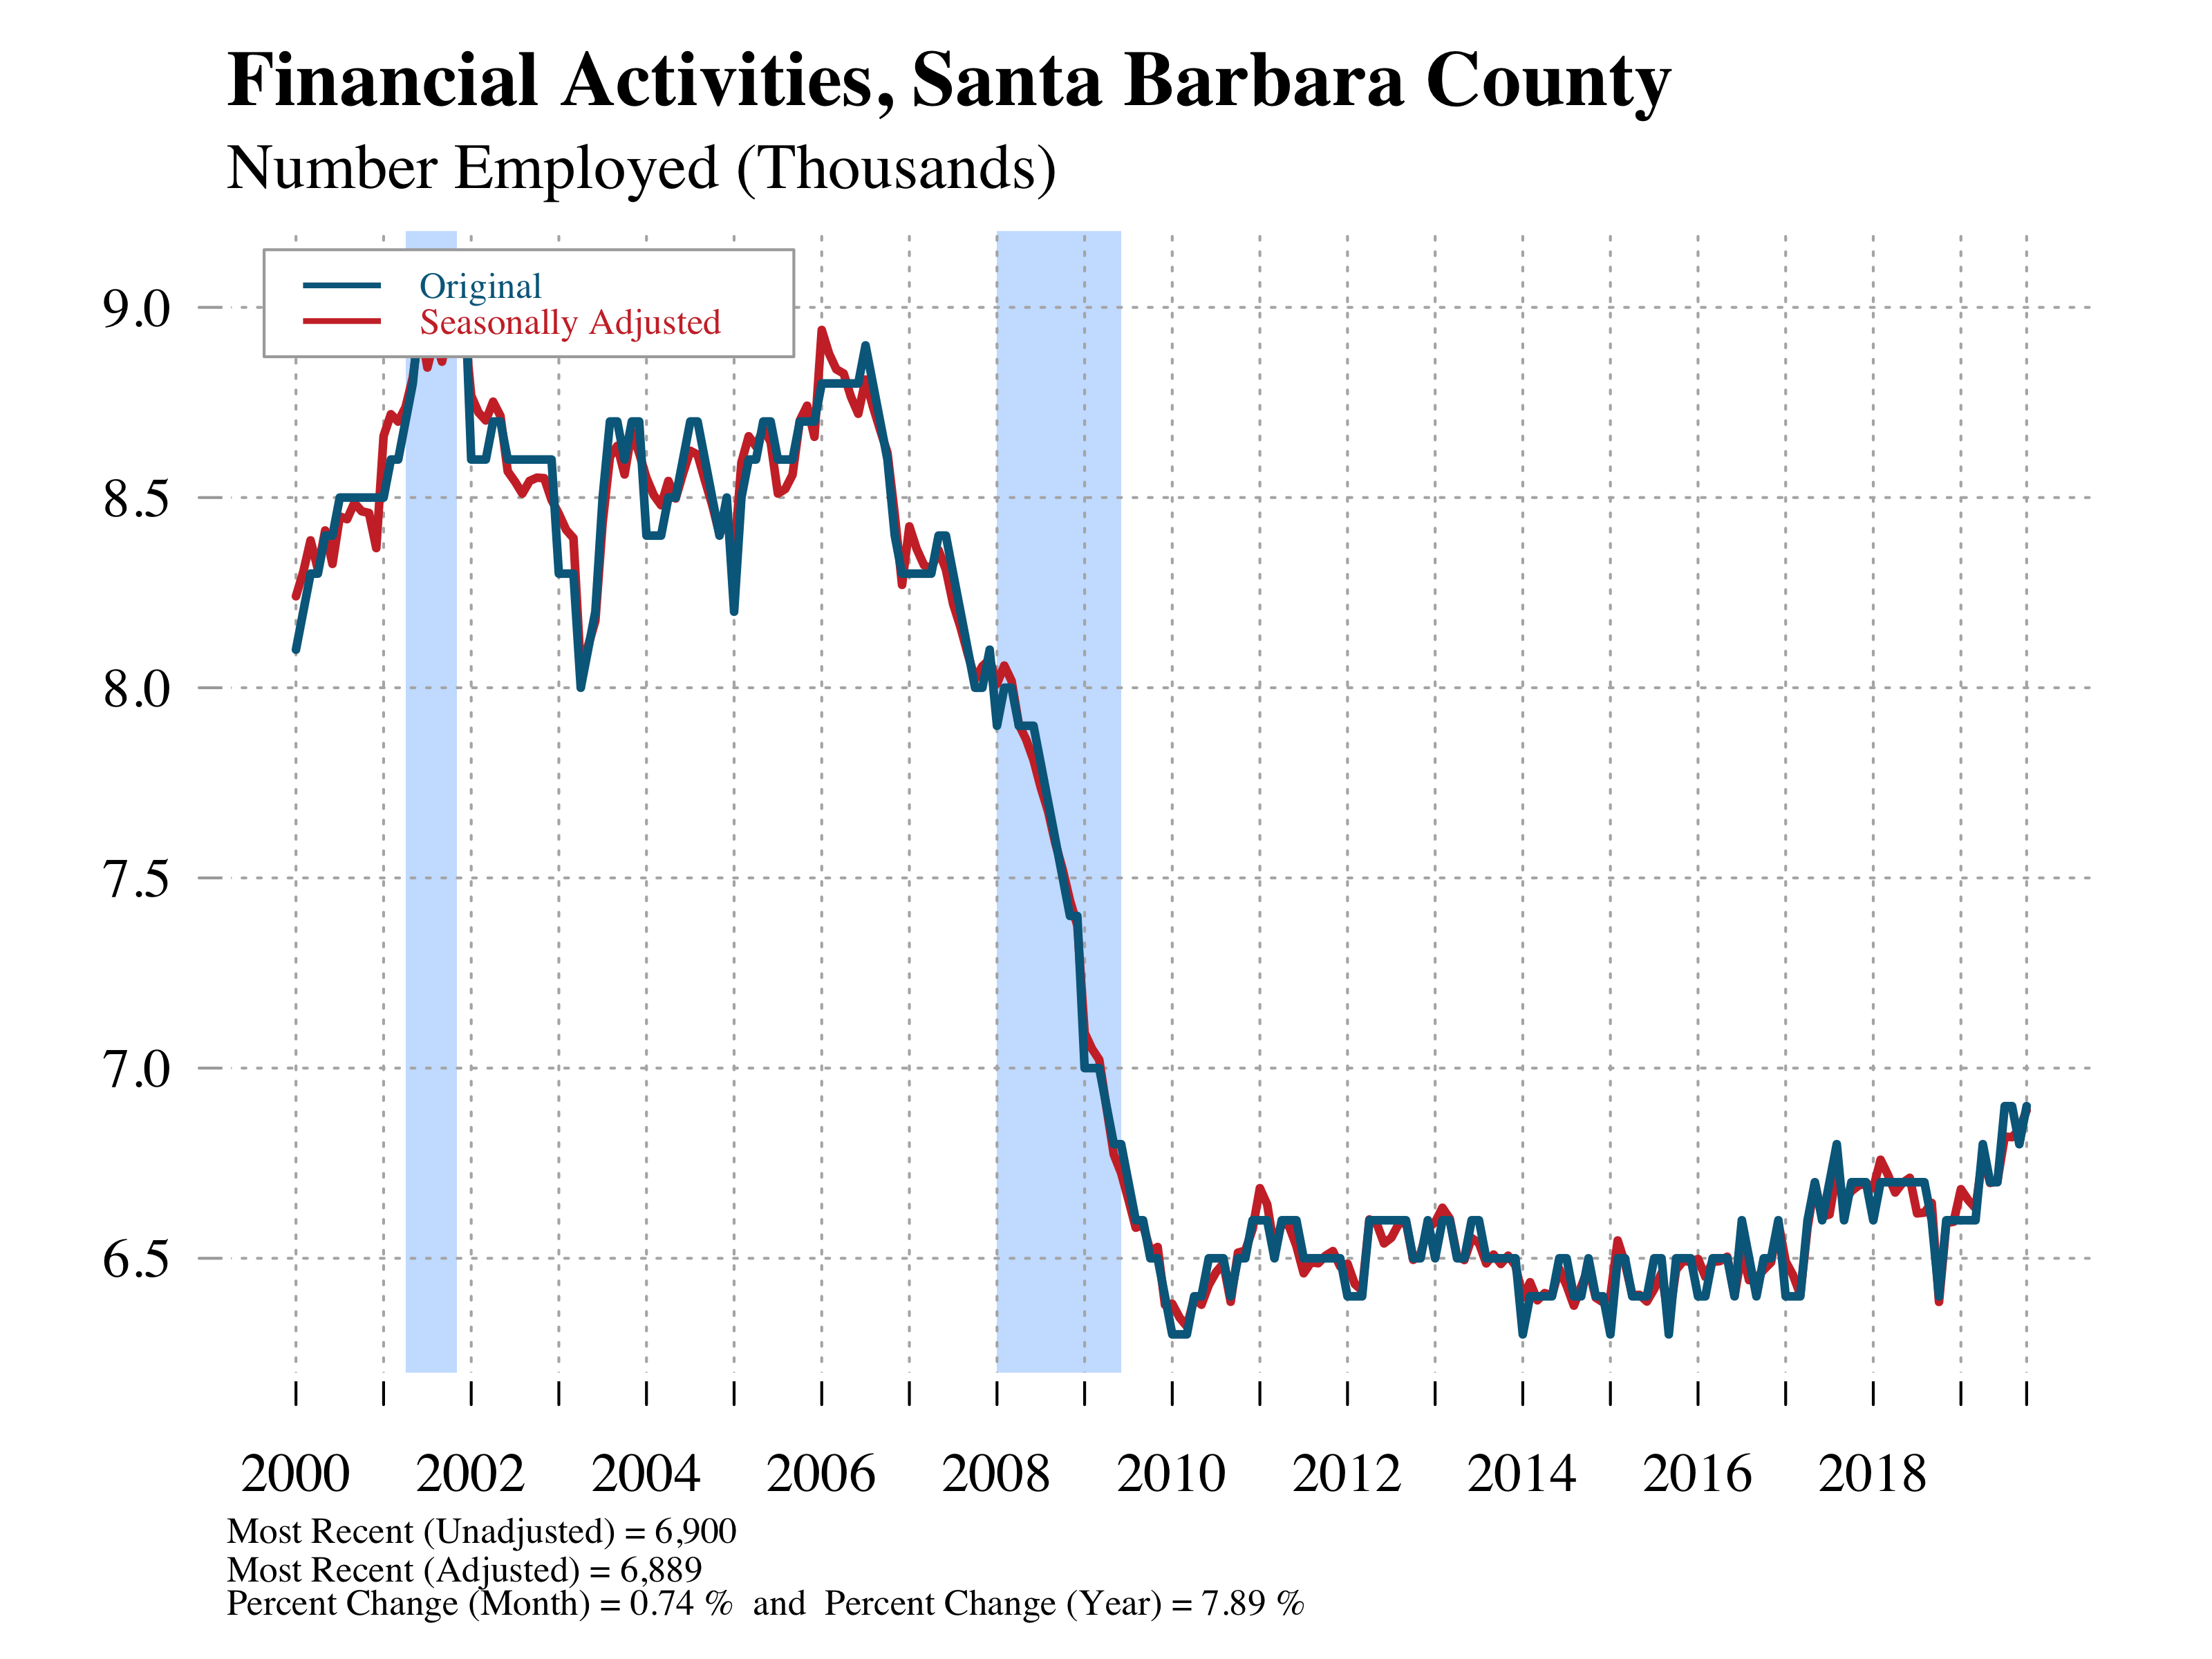 Financial Activities, Santa Barbara County
Number Employed (Thousands)
Original
Seasonally Adjusted
9.0
8.5
8.0
7.5
7.0
6.5
2000 2002 2004 2006 2008 2010 2012 2014 2016 2018
Most Recent (Unadjusted) = 6,900
Most Recent (Adjusted) = 6,889
Percent Change (Month) = 0.74 % and Percent Change (Year) = 7.89 %